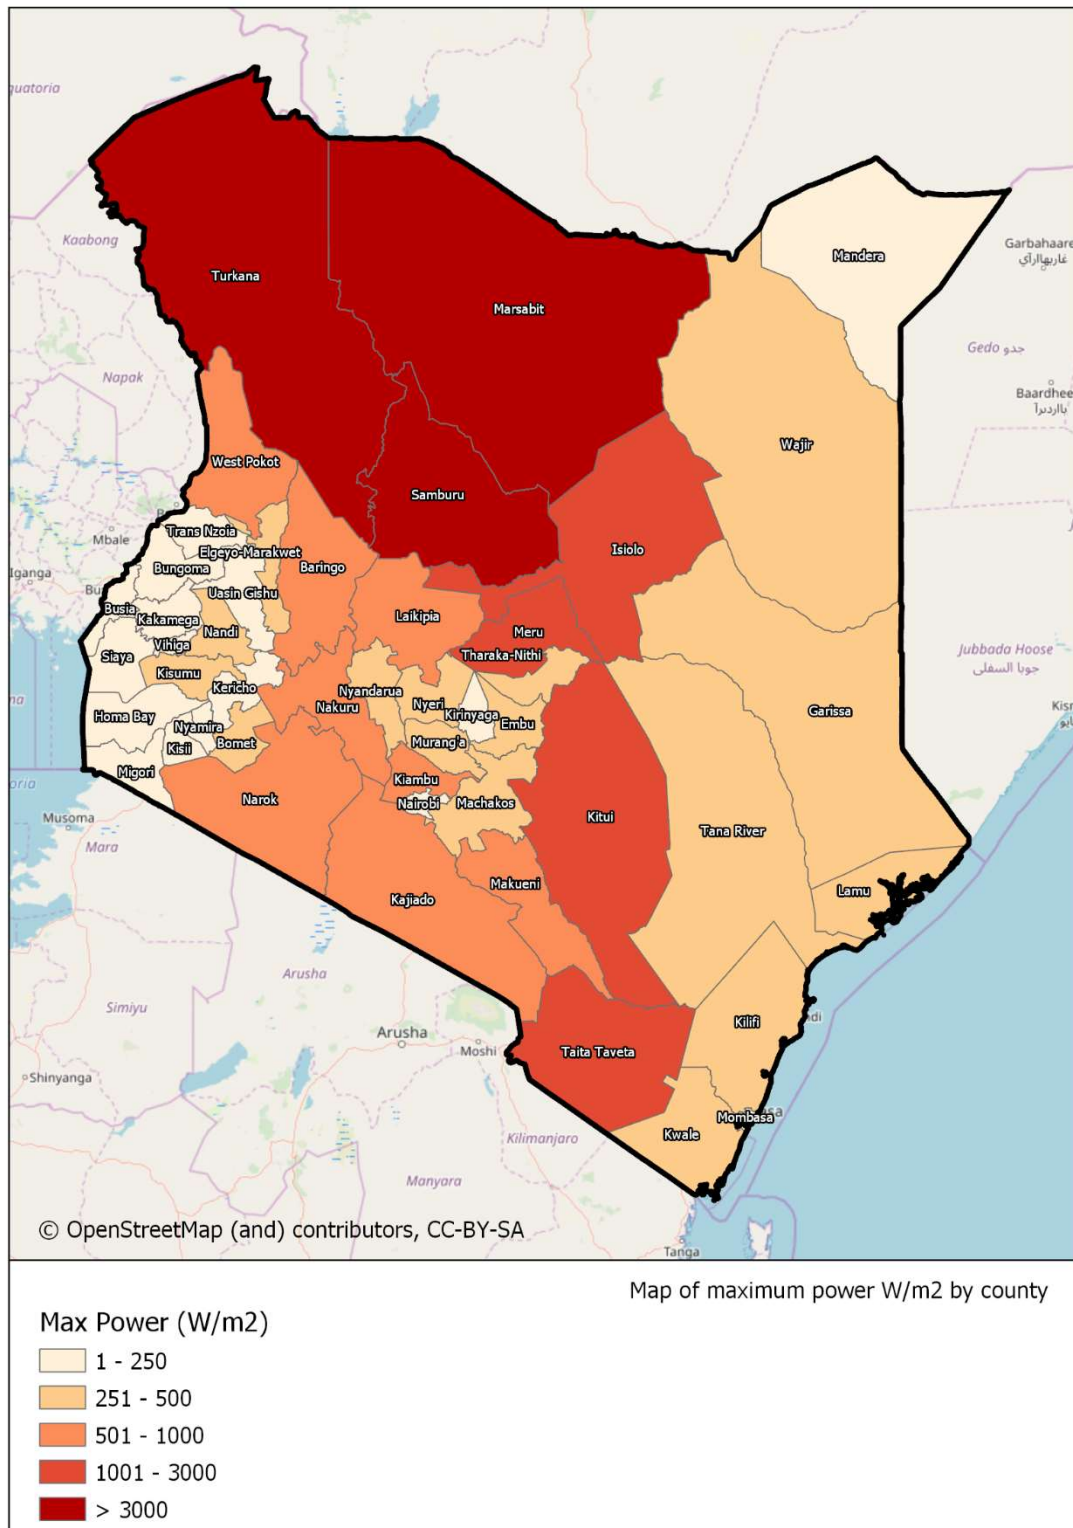 quatoria
Kaabong
Garbahaare
غاربهاارآي
Mandera
Turkana
Marsabit
Gedo جدو
Napak
Baardhee
Wajir
West Pokot
Samburu
Trans Nzoia
Mbale
Elgeyo-Marakwet
Isiolo
Iganga
Bungoma
Baringo
Uasin Gishu
Busia
Kakamega
Laikipia
Nandi
Meru
Vihiga
Siaya
Tharaka-Nithi
Jubbada Hoose
جوبا السفلى
Kisumu
Kericho
Nyandarua
Nyeri
Nakuru
Kirinyaga
Garissa
Homa Bay
Nyamira
Embu
Kisii
Bomet
Murang'a
Migori
Kiambu
Narok
Nairobi
Machakos
Kitui
Musoma
Tana River
Mara
Makueni
Lamu
Kajiado
Arusha
Simiyu
Kilifi
Arusha
Moshi
Taita Taveta
Shinyanga
Mombasa
Kilimanjaro
Kwale
Manyara
© OpenStreetMap (and) contributors, CC-BY-SA
Tanga
Map of maximum power W/m2 by county
Max Power (W/m2)
1 - 250
251 - 500
501 - 1000
1001 - 3000
> 3000